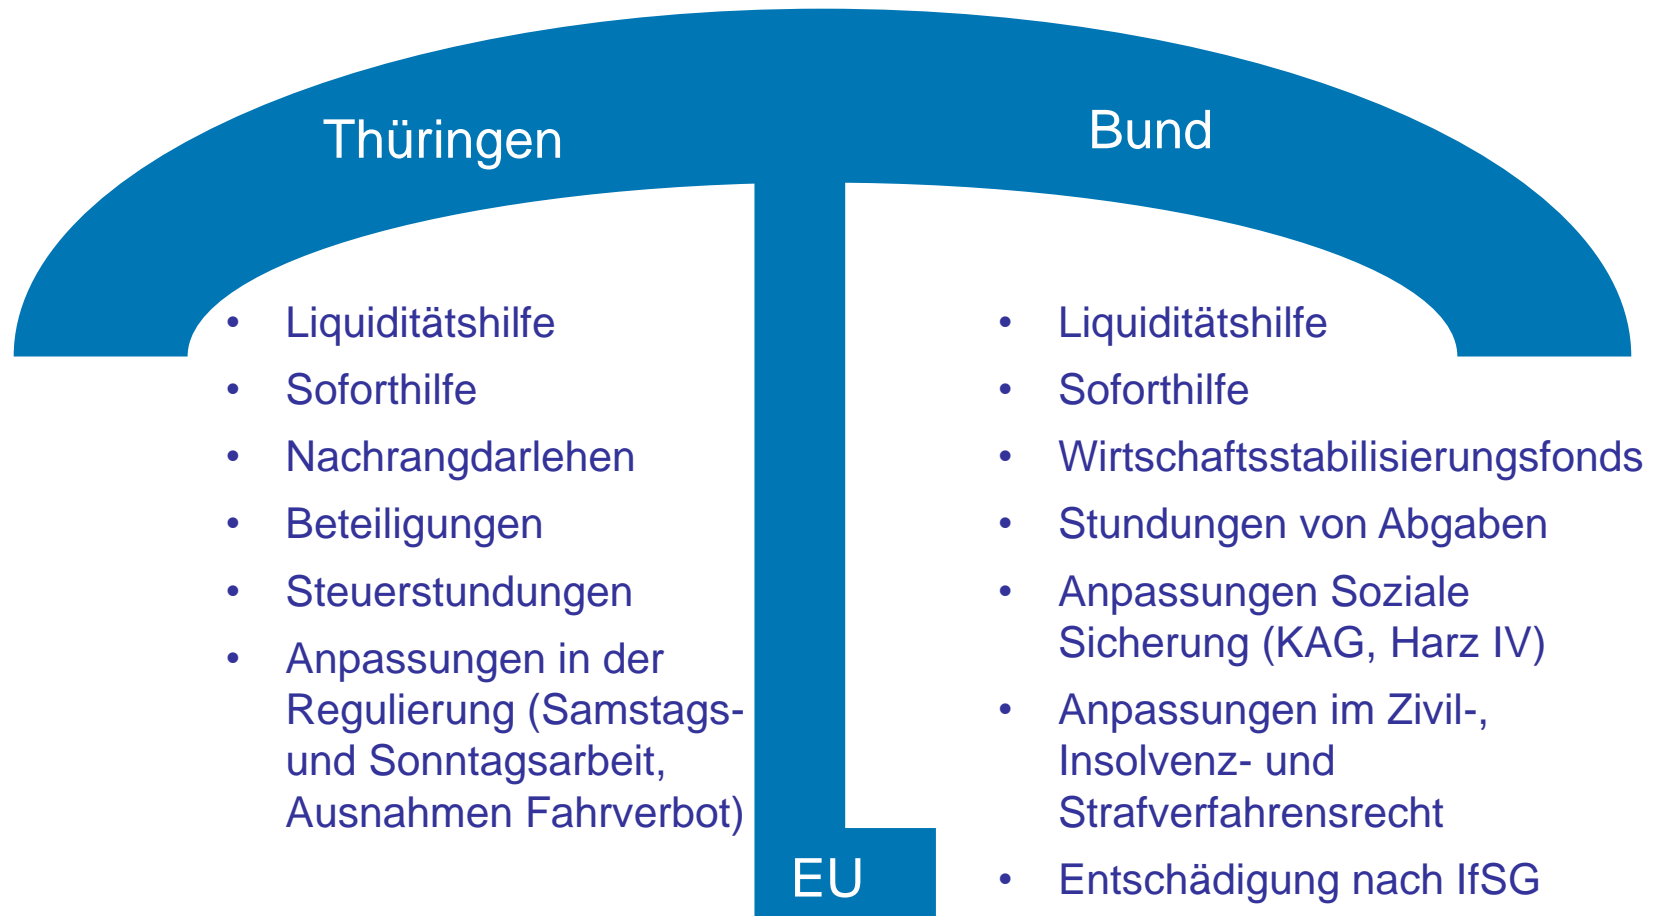 Thüringen
Bund
• Liquiditätshilfe
• Soforthilfe
• Nachrangdarlehen
• Beteiligungen
• Steuerstundungen
• Anpassungen in der
Regulierung (Samstags-
und Sonntagsarbeit,
Ausnahmen Fahrverbot)
• Liquiditätshilfe
• Soforthilfe
• Wirtschaftsstabilisierungsfonds
• Stundungen von Abgaben
• Anpassungen Soziale
Sicherung (KAG, Harz IV)
• Anpassungen im Zivil-,
Insolvenz- und
Strafverfahrensrecht
• Entschädigung nach IfSG
EU